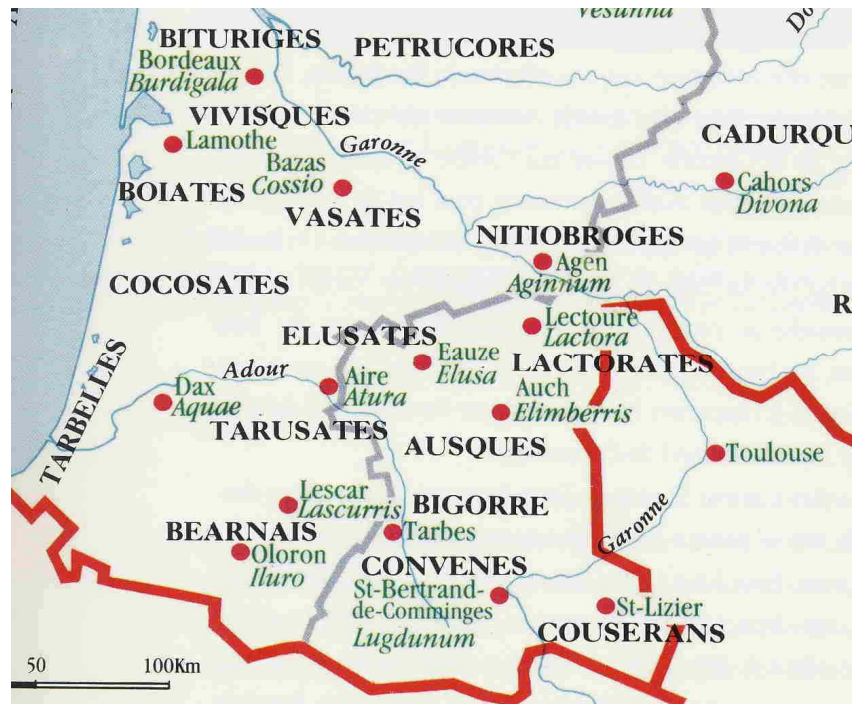 Vesunna
Do
BITURIGES
PETRUCORES
Bordeaux
Burdigala
VIVISQUES
Lamothe
Garonne
CADURQU
Bazas
Cossio
Cahors
Divona
BOIATES
VASATES
NITIOBROGES
Agen
Aginnum
COCOSATES
R
Lectoure
Lactora
ELUSATES
Eauze
Elusa
LACTORATES
TARBELLES
Adour
Aire
Atura
Dax
Aquae
Auch
Elimberris
TARUSATES
AUSQUES
Toulouse
Lescar
Lascurris
BIGORRE
Garonne
BEARNAIS
Tarbes
Oloron
Iluro
CONVENES
St-Bertrand-
de-Comminges
Lugdunum
St-Lizier
COUSERANS
50
100Km